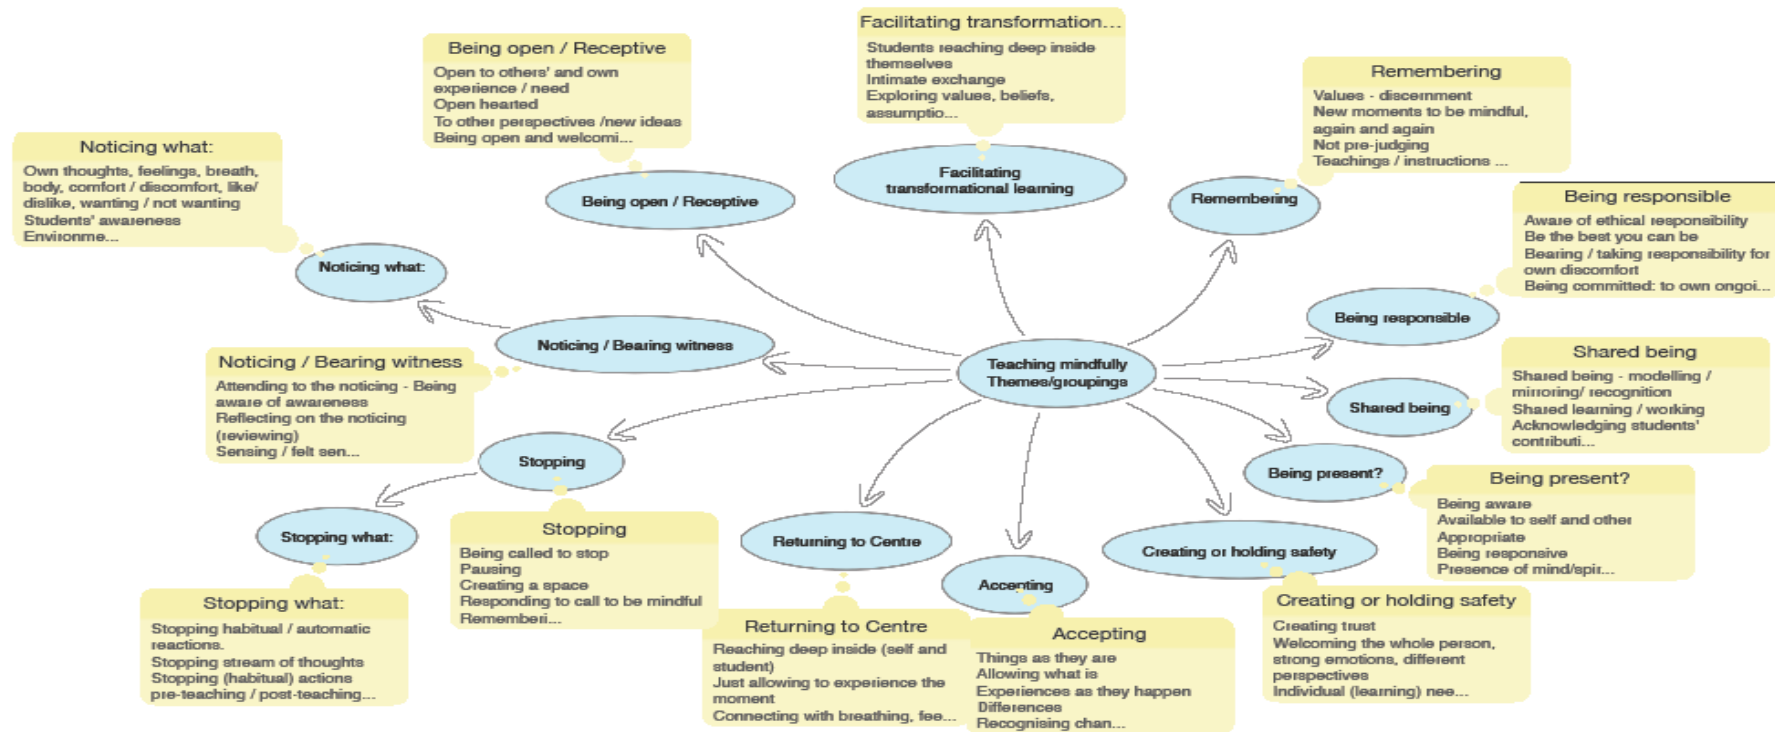 Facilitating transformation...
Students reaching deep inside
themselves
Intimate exchange
Exploring values, beliefs,
assumptio...
Being open / Receptive
Open to others' and own
experience / need
Open hearted
To other perspectives /new ideas
Being open and welcomi...
Remembering
Values - discernment
New moments to be mindful,
again and again
Not pre-judging
Teachings / instructions ...
Noticing what:
Own thoughts, feelings, breath,
body, comfort / discomfort, like/
dislike, wanting / not wanting
Students' awareness
Environme...
Facilitating
transformational learning
Being open / Receptive
Remembering
Being responsible
Aware of ethical responsibility
Be the best you can be
Bearing / taking responsibility for
own discomfort
Being committed: to own ongoi...
Noticing what:
Being responsible
Noticing / Bearing witness
Teaching mindfully
Themes/groupings
Noticing / Bearing witness
Attending to the noticing - Being
aware of awareness
Reflecting on the noticing
(reviewing)
Sensing / felt sen...
Shared being
Shared being - modelling /
mirroring/ recognition
Shared learning / working
Acknowledging students'
contributi...
Shared being
Stopping
Being present?
Being present?
Being aware
Available to self and other
Appropriate
Being responsive
Presence of mind/spir...
Stopping what:
Stopping
Being called to stop
Pausing
Creating a space
Responding to call to be mindful
Rememberi...
Returning to Centre
Creating or holding safety
Accepting
Stopping what:
Stopping habitual / automatic
reactions.
Stopping stream of thoughts
Stopping (habitual) actions
pre-teaching / post-teaching...
Returning to Centre
Reaching deep inside (self and
student)
Just allowing to experience the
moment
Connecting with breathing, fee...
Accepting
Things as they are
Allowing what is
Experiences as they happen
Differences
Recognising chan...
Creating or holding safety
Creating trust
Welcoming the whole person,
strong emotions, different
perspectives
Individual (learning) nee...